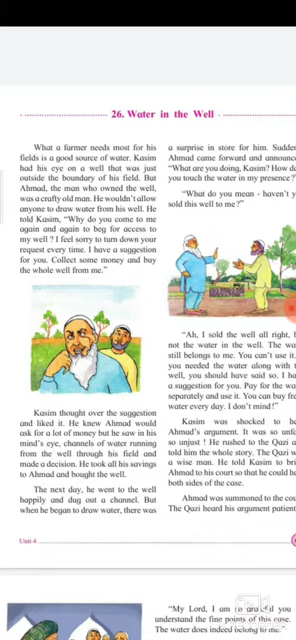 26. Water in the Well
What a farmer needs most for his
fields is a good source of water. Kasim
had his eye on a well that was just
outside the boundary of his field. But
Ahmad, the man who owned the well,
was a crafty old man. He wouldn't allow
anyone to draw water from his well. He
told Kasim, "Why do you come to me
again and again to beg for access to
my well ? I feel sorry to turn down your
request every time. I have a suggestion
for you. Collect some money and buy
the whole well from me."
Kasim thought over the suggestion
and liked it. He knew Ahmad would
ask for a lot of money but he saw in his
mind's eye, channels of water running
from the well through his field and
made a decision. He took all his savings
to Ahmad and bought the well.
The next day, he went to the well
happily and dug out a channel. But
when he began to draw water, there was
a surprise in store for him.
Ahmad came forward and
"What are you doing, Kasim? How
you touch the water in my presence?"
"What do you mean - haven't
sold this well to me?"
"Ah, I sold the well all right,
not the water in the well. The
still belongs to me. You can't use it.
you needed the water along with
well, you should have said so. I
a suggestion for you. Pay for the
separately and use it. You can buy
water every day. I don't mind!"
Kasim was shocked to
Ahmad's argument. It was so
so unjust ! He rushed to the Qazi
told him the whole story. The Qazi
a wise man. He told Kasim to
Ahmad to his court so that he could
both sides of the case.
Ahmad was summoned to the
The Qazi heard his argument
Unit 4
"My Lord, I am so grateful you
understand the fine points of this case.
The water does indeed belong to me."